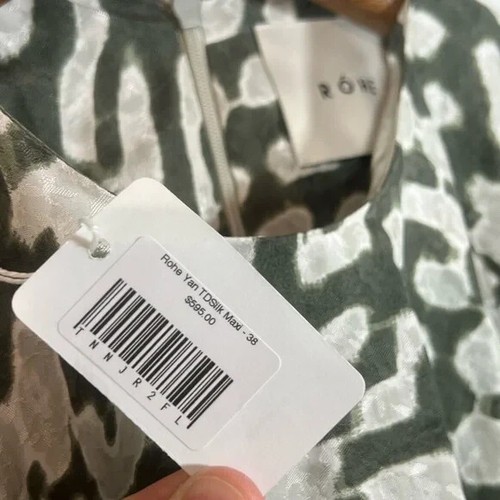 RÓHE
Rohe Yan TDSilk Maxi - 38
$595.00
TNNJR2FL